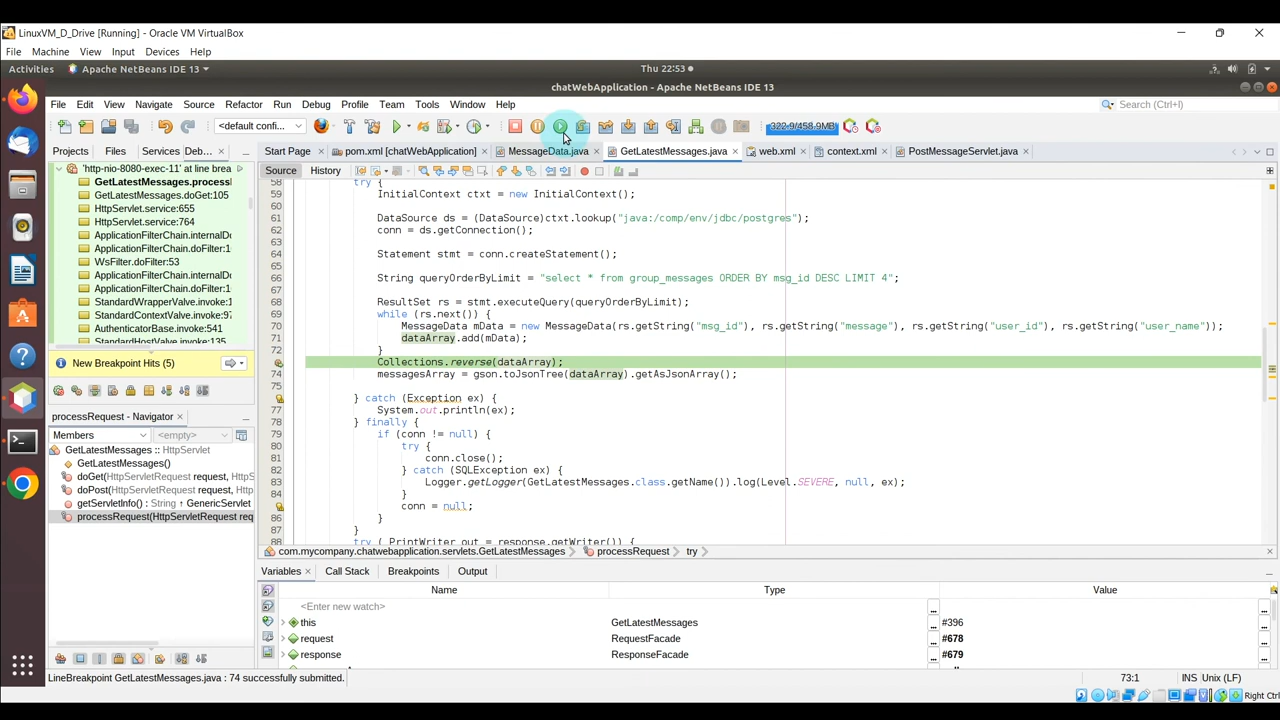 LinuxVM_D_Drive [Running] - Oracle VM VirtualBox
File Machine View Input Devices Help
Activities Apache NetBeans IDE 13 Thu 22:53
chatWebApplication - Apache NetBeans IDE 13
File Edit View Navigate Source Refactor Run Debug Profile Team Tools Window Help Search (Ctrl+I)
<default confi... 322.9/458.9MB
Projects Files Services Deb... Start Page pom.xml [chatWebApplication] MessageData.java GetLatestMessages.java web.xml context.xml PostMessageServlet.java
Source History
'http-nio-8080-exec-11' at line brea
GetLatestMessages.process
GetLatestMessages.doGet:105
HttpServlet.service:655
HttpServlet.service:764
ApplicationFilterChain.internalDo
ApplicationFilterChain.doFilter:1
WsFilter.doFilter:53
ApplicationFilterChain.internalDo
ApplicationFilterChain.doFilter:1
StandardWrapperValve.invoke:1
StandardContextValve.invoke:97
AuthenticatorBase.invoke:541
StandardHostValve.invoke:135
New Breakpoint Hits (5)
processRequest - Navigator
Members <empty>
GetLatestMessages :: HttpServlet
GetLatestMessages()
doGet(HttpServletRequest request, HttpS
doPost(HttpServletRequest request, Http
getServletInfo() : String ↑ GenericServlet
processRequest(HttpServletRequest req
58 try {
59 InitialContext ctxt = new InitialContext();
60
61 DataSource ds = (DataSource)ctxt.lookup("java:/comp/env/jdbc/postgres");
62 conn = ds.getConnection();
63
64 Statement stmt = conn.createStatement();
65
66 String queryOrderByLimit = "select * from group_messages ORDER BY msg_id DESC LIMIT 4";
67
68 ResultSet rs = stmt.executeQuery(queryOrderByLimit);
69 while (rs.next()) {
70 MessageData mData = new MessageData(rs.getString("msg_id"), rs.getString("message"), rs.getString("user_id"), rs.getString("user_name"));
71 dataArray.add(mData);
72 }
Collections.reverse(dataArray);
74 messagesArray = gson.toJsonTree(dataArray).getAsJsonArray();
75
} catch (Exception ex) {
77 System.out.println(ex);
78 } finally {
79 if (conn != null) {
80 try {
81 conn.close();
82 } catch (SQLException ex) {
83 Logger.getLogger(GetLatestMessages.class.getName()).log(Level.SEVERE, null, ex);
84 }
conn = null;
86 }
87 }
88 try ( PrintWriter out = response.getWriter()) {
com.mycompany.chatwebapplication.servlets.GetLatestMessages processRequest try
Variables Call Stack Breakpoints Output
Name Type Value
<Enter new watch> ... ...
this GetLatestMessages ... #396 ...
request RequestFacade ... #678 ...
response ResponseFacade ... #679 ...
LineBreakpoint GetLatestMessages.java : 74 successfully submitted. 73:1 INS Unix (LF)
Right Ctrl